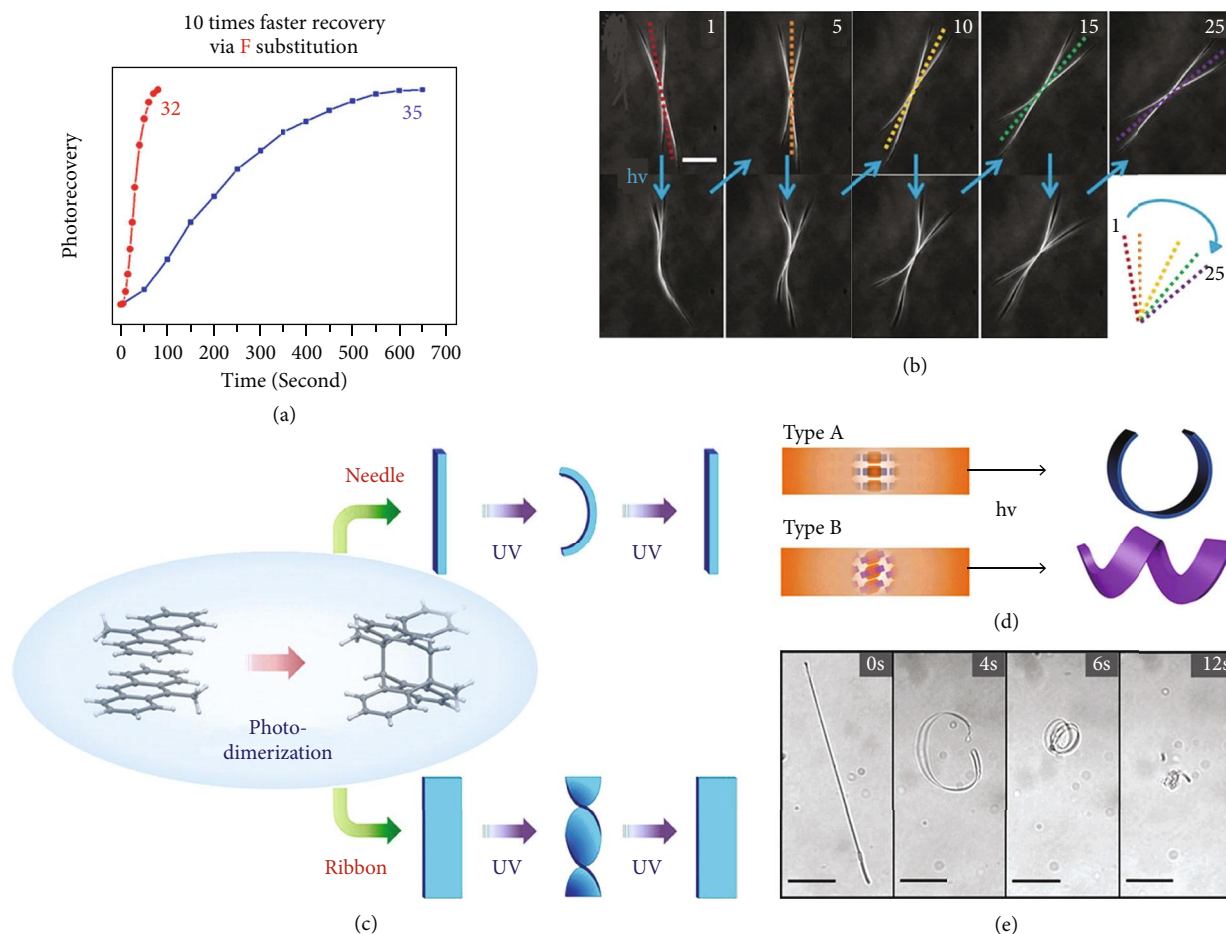 10 times faster recovery
via F substitution
32
35
Photorecovery
0 100 200 300 400 500 600 700
Time (Second)
(a)
1
5
10
15
25
hv
1
25
(b)
Needle
UV
UV
Photo-
dimerization
Ribbon
UV
UV
(c)
Type A
hv
Type B
(d)
0s
4s
6s
12s
(e)